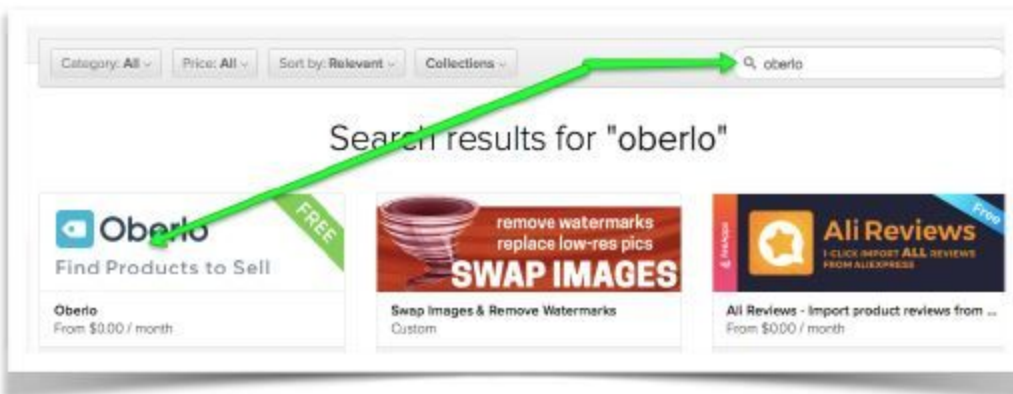 Category: All
Price: All
Sort by: Relevant
Collections
oberlo
Search results for "oberlo"
Oberlo
FREE
Find Products to Sell
Oberlo
From $0.00 / month
remove watermarks
replace low-res pics
SWAP IMAGES
Swap Images & Remove Watermarks
Custom
Free
Ali Reviews
1-CLICK IMPORT ALL REVIEWS
FROM ALIEXPRESS
Ali Reviews - Import product reviews from ...
From $0.00 / month